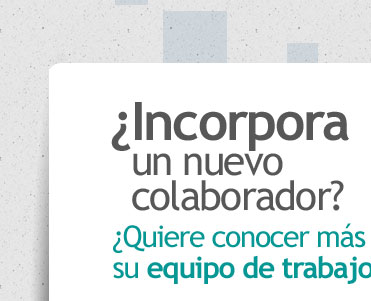 ¿Incorpora
un nuevo
colaborador?
¿Quiere conocer más
su equipo de trabajo